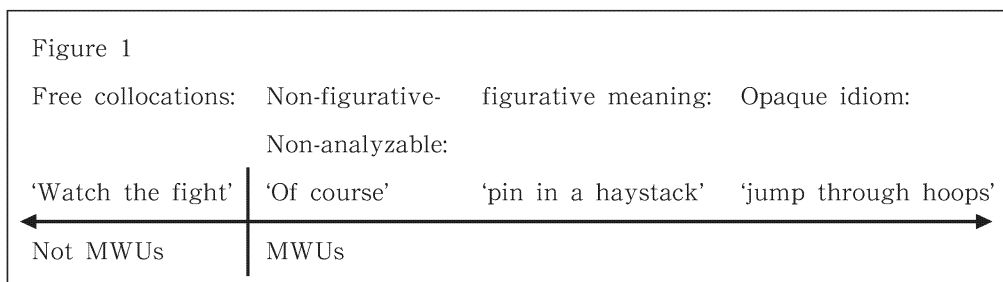 Figure 1
Free collocations: Non-figurative- figurative meaning: Opaque idiom:
Non-analyzable:
‘Watch the fight’ ‘Of course’ ‘pin in a haystack’ ‘jump through hoops’
Not MWUs MWUs